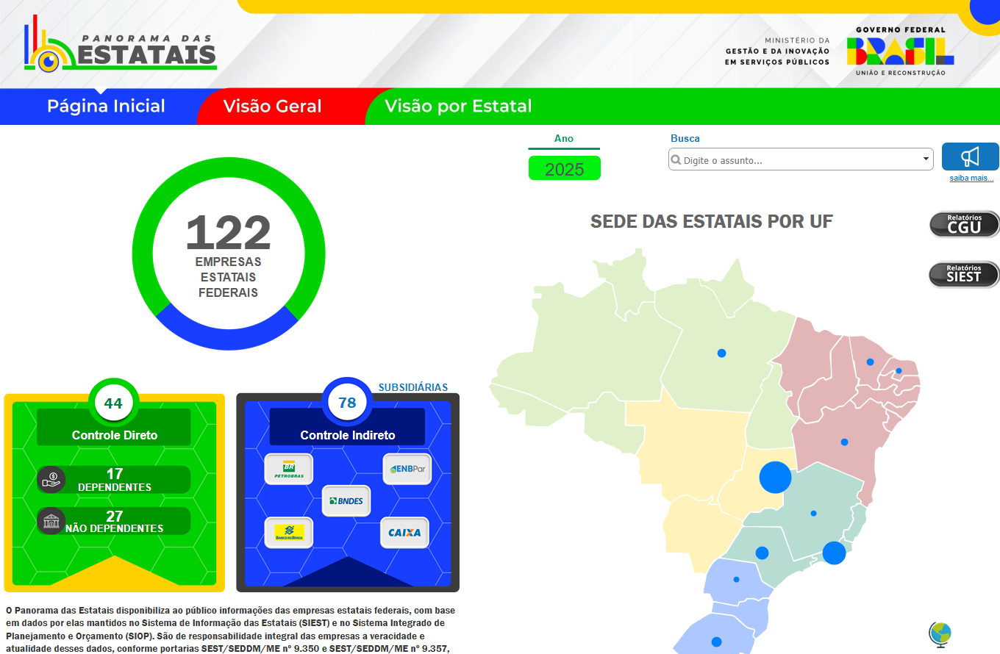 PANORAMA DAS
ESTATAIS
MINISTÉRIO DA
GESTÃO E DA INOVAÇÃO
EM SERVIÇOS PÚBLICOS
GOVERNO FEDERAL
BRASIL
UNIÃO E RECONSTRUÇÃO
Página Inicial
Visão Geral
Visão por Estatal
Ano
2025
Busca
Digite o assunto...
saiba mais...
122
EMPRESAS
ESTATAIS
FEDERAIS
SEDE DAS ESTATAIS POR UF
Relatórios
CGU
Relatórios
SIEST
44
Controle Direto
17
DEPENDENTES
27
NÃO DEPENDENTES
SUBSIDIÁRIAS
78
Controle Indireto
BR
PETROBRAS
ENBPar
BNDES
BANCO DO BRASIL
CAIXA
O Panorama das Estatais disponibiliza ao público informações das empresas estatais federais, com base
em dados por elas mantidos no Sistema de Informação das Estatais (SIEST) e no Sistema Integrado de
Planejamento e Orçamento (SIOP). São de responsabilidade integral das empresas a veracidade e
atualidade desses dados, conforme portarias SEST/SEDDM/ME nº 9.350 e SEST/SEDDM/ME nº 9.357,